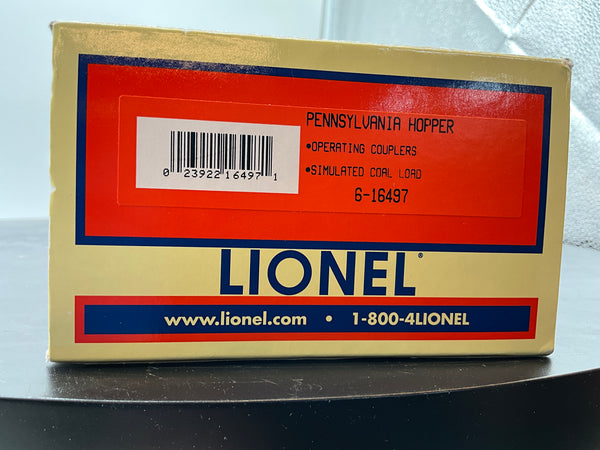 PENNSYLVANIA HOPPER
•OPERATING COUPLERS
•SIMULATED COAL LOAD
6-16497
0 23922 16497 1
LIONEL®
www.lionel.com • 1-800-4LIONEL